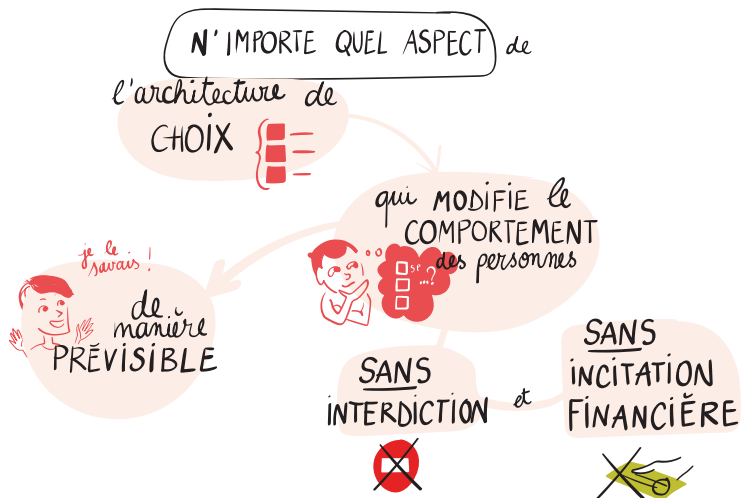 N'IMPORTE QUEL ASPECT de
l'architecture de
CHOIX
qui MODIFIE le
COMPORTEMENT
des personnes
se
...?
je le
savais !
de
manière
PRÉVISIBLE
SANS
INTERDICTION
et
SANS
INCITATION
FINANCIÈRE